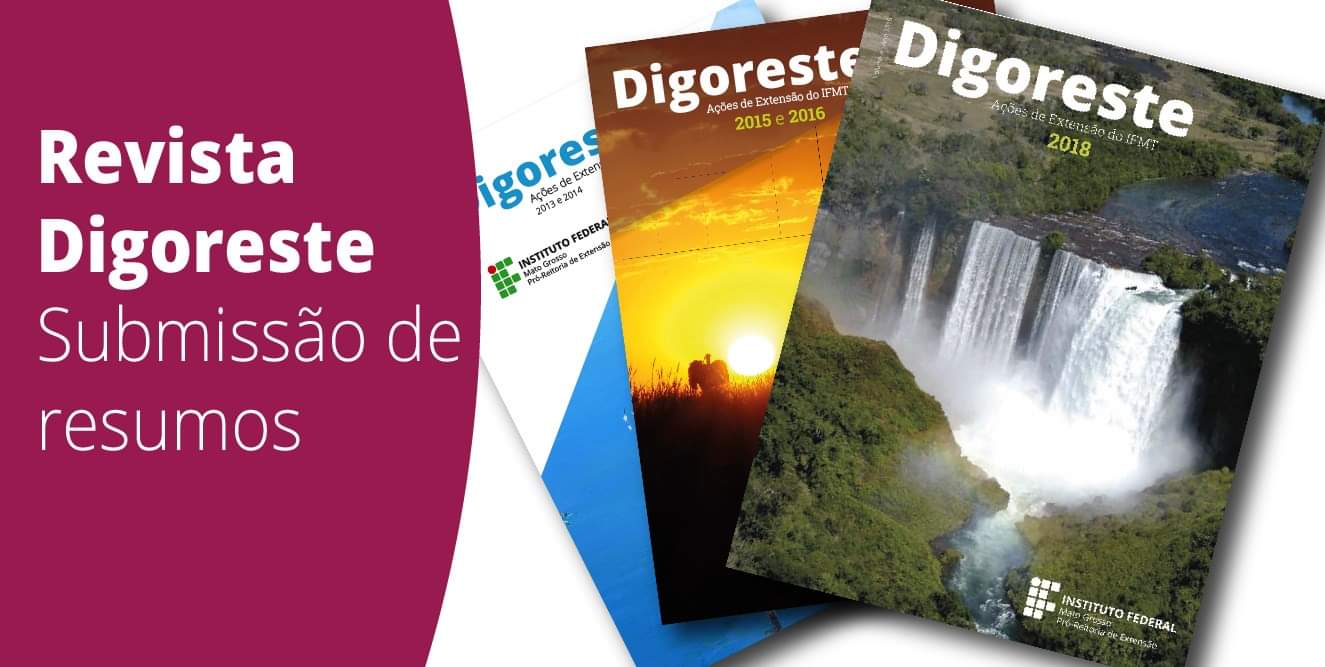 Revista
Digoreste
Submissão de
resumos
igores
Ações de Exten
2013 e 2014
INSTITUTO FEDERA
Mato Grosso
Pró-Reitoria de Extensão
Digoreste
Ações de Extensão do IFMT
2015 e 2016
Digoreste
Ações de Extensão do IFMT
2018
INSTITUTO FEDERAL
Mato Grosso
Pró-Reitoria de Extensão